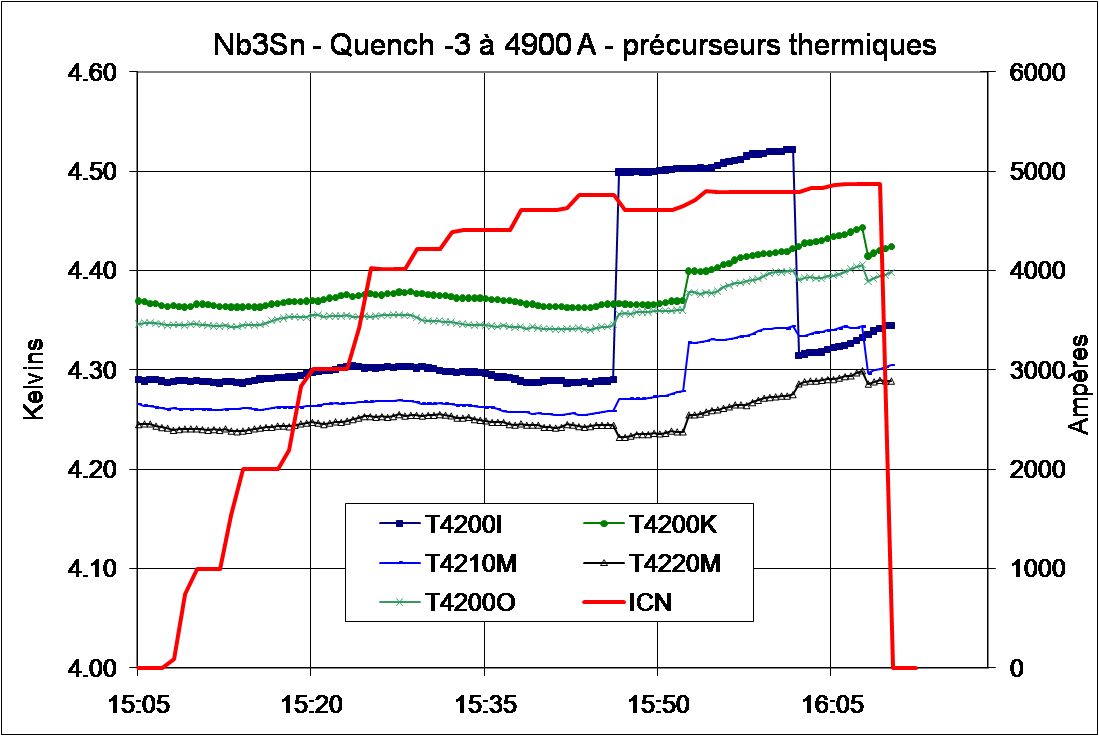 Nb3Sn - Quench -3 à 4900 A - précurseurs thermiques
4.60
4.50
4.40
4.30
4.20
4.10
4.00
Kelvins
6000
5000
4000
3000
2000
1000
0
Ampères
T4200I T4200K
T4210M T4220M
T4200O ICN
15:05 15:20 15:35 15:50 16:05